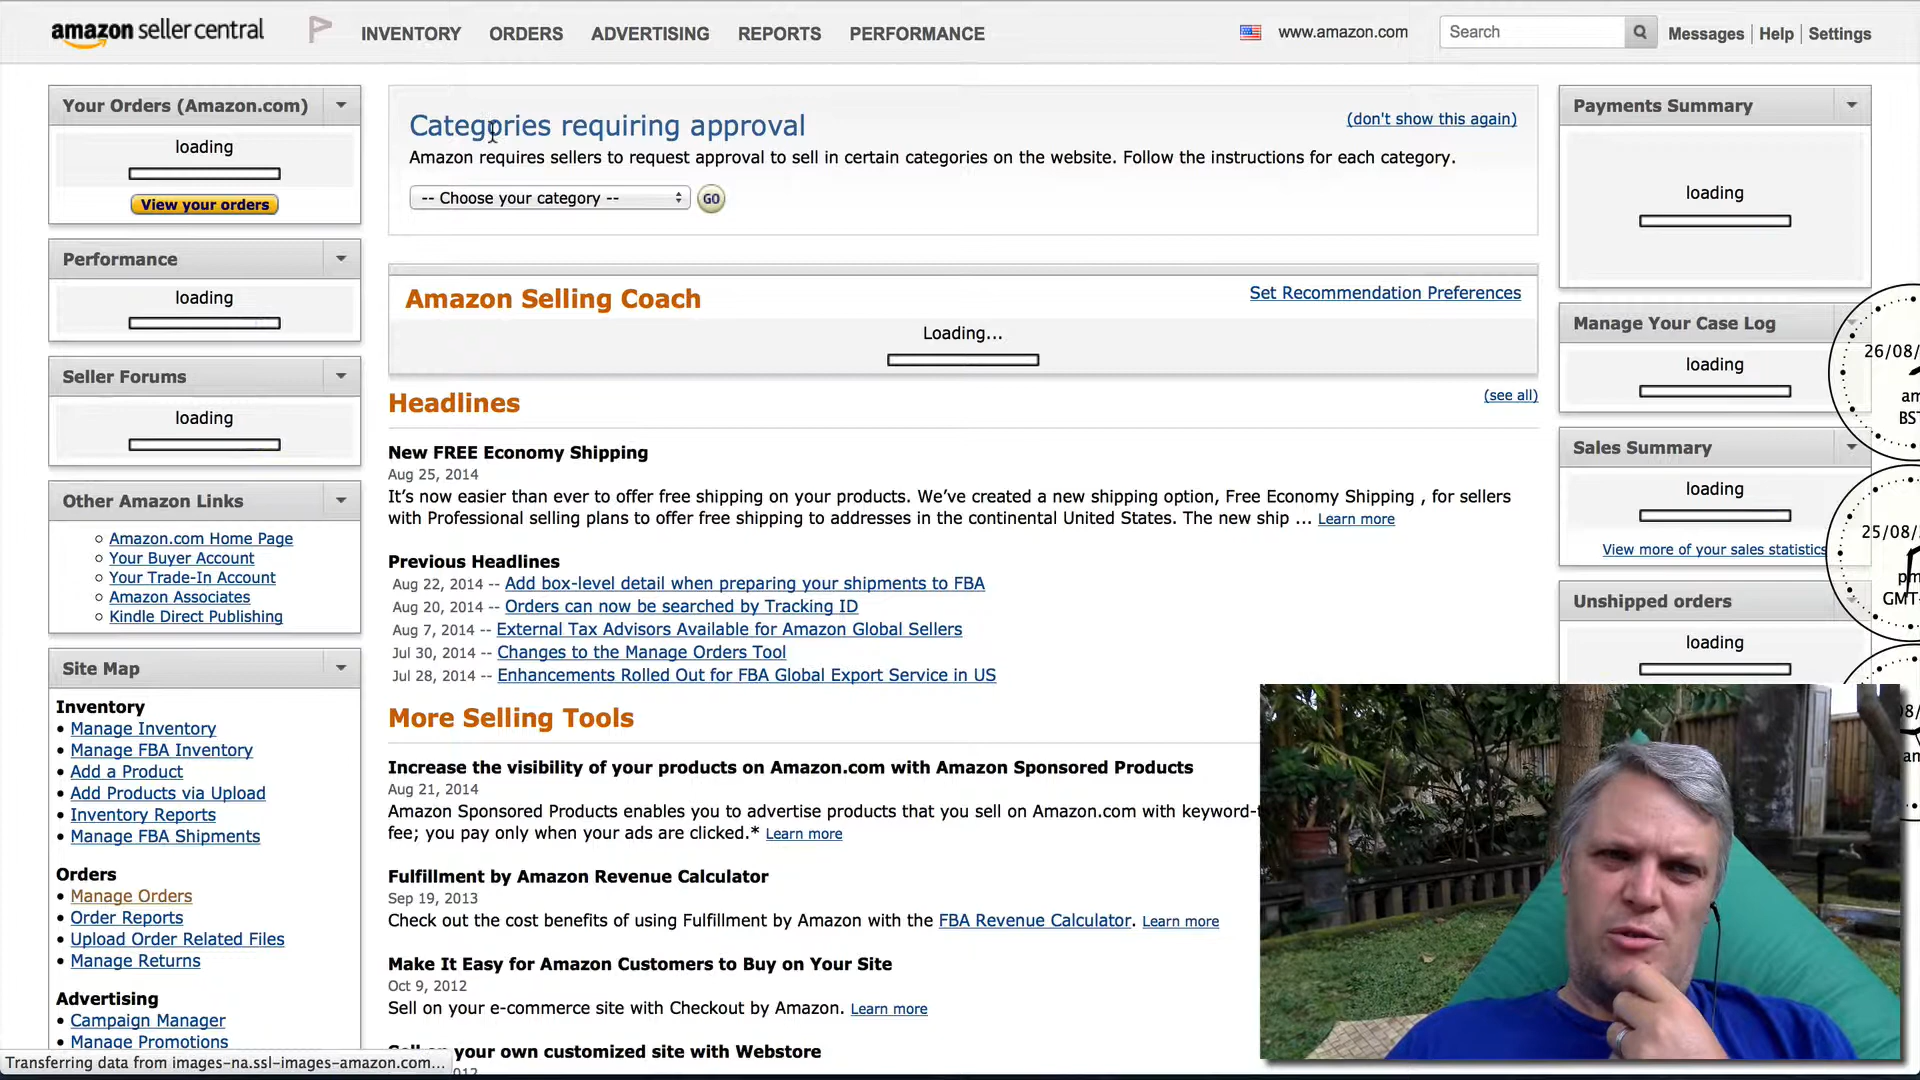 amazon seller central
INVENTORY ORDERS ADVERTISING REPORTS PERFORMANCE
www.amazon.com
Search
Messages | Help | Settings
Your Orders (Amazon.com)
loading
View your orders
Performance
loading
Seller Forums
loading
Other Amazon Links
Amazon.com Home Page
Your Buyer Account
Your Trade-In Account
Amazon Associates
Kindle Direct Publishing
Site Map
Inventory
• Manage Inventory
• Manage FBA Inventory
• Add a Product
• Add Products via Upload
• Inventory Reports
• Manage FBA Shipments
Orders
• Manage Orders
• Order Reports
• Upload Order Related Files
• Manage Returns
Advertising
• Campaign Manager
• Manage Promotions
Transferring data from images-na.ssl-images-amazon.com...
Categories requiring approval
(don't show this again)
Amazon requires sellers to request approval to sell in certain categories on the website. Follow the instructions for each category.
-- Choose your category -- GO
Amazon Selling Coach
Set Recommendation Preferences
Loading...
Headlines
(see all)
New FREE Economy Shipping
Aug 25, 2014
It's now easier than ever to offer free shipping on your products. We've created a new shipping option, Free Economy Shipping , for sellers
with Professional selling plans to offer free shipping to addresses in the continental United States. The new ship ... Learn more
Previous Headlines
Aug 22, 2014 -- Add box-level detail when preparing your shipments to FBA
Aug 20, 2014 -- Orders can now be searched by Tracking ID
Aug 7, 2014 -- External Tax Advisors Available for Amazon Global Sellers
Jul 30, 2014 -- Changes to the Manage Orders Tool
Jul 28, 2014 -- Enhancements Rolled Out for FBA Global Export Service in US
More Selling Tools
Increase the visibility of your products on Amazon.com with Amazon Sponsored Products
Aug 21, 2014
Amazon Sponsored Products enables you to advertise products that you sell on Amazon.com with keyword-t
fee; you pay only when your ads are clicked.* Learn more
Fulfillment by Amazon Revenue Calculator
Sep 19, 2013
Check out the cost benefits of using Fulfillment by Amazon with the FBA Revenue Calculator. Learn more
Make It Easy for Amazon Customers to Buy on Your Site
Oct 9, 2012
Sell on your e-commerce site with Checkout by Amazon. Learn more
Sell on your own customized site with Webstore
Payments Summary
loading
Manage Your Case Log
loading
Sales Summary
loading
View more of your sales statistics
Unshipped orders
loading
26/08/
am
BST
25/08/
pm
GMT-